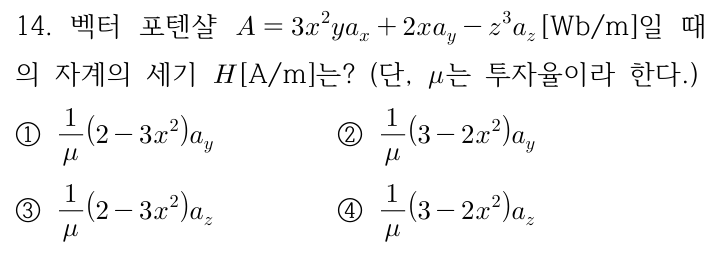 14. 벡터 포텐샬 A = 3x²yaₓ + 2xa_y − z³a_z [Wb/m]일 때
의 자계의 세기 H[A/m]는? (단, μ는 투자율이라 한다.)
① 1/μ (2 − 3x²)a_y ② 1/μ (3 − 2x²)a_y
③ 1/μ (2 − 3x²)a_z ④ 1/μ (3 − 2x²)a_z